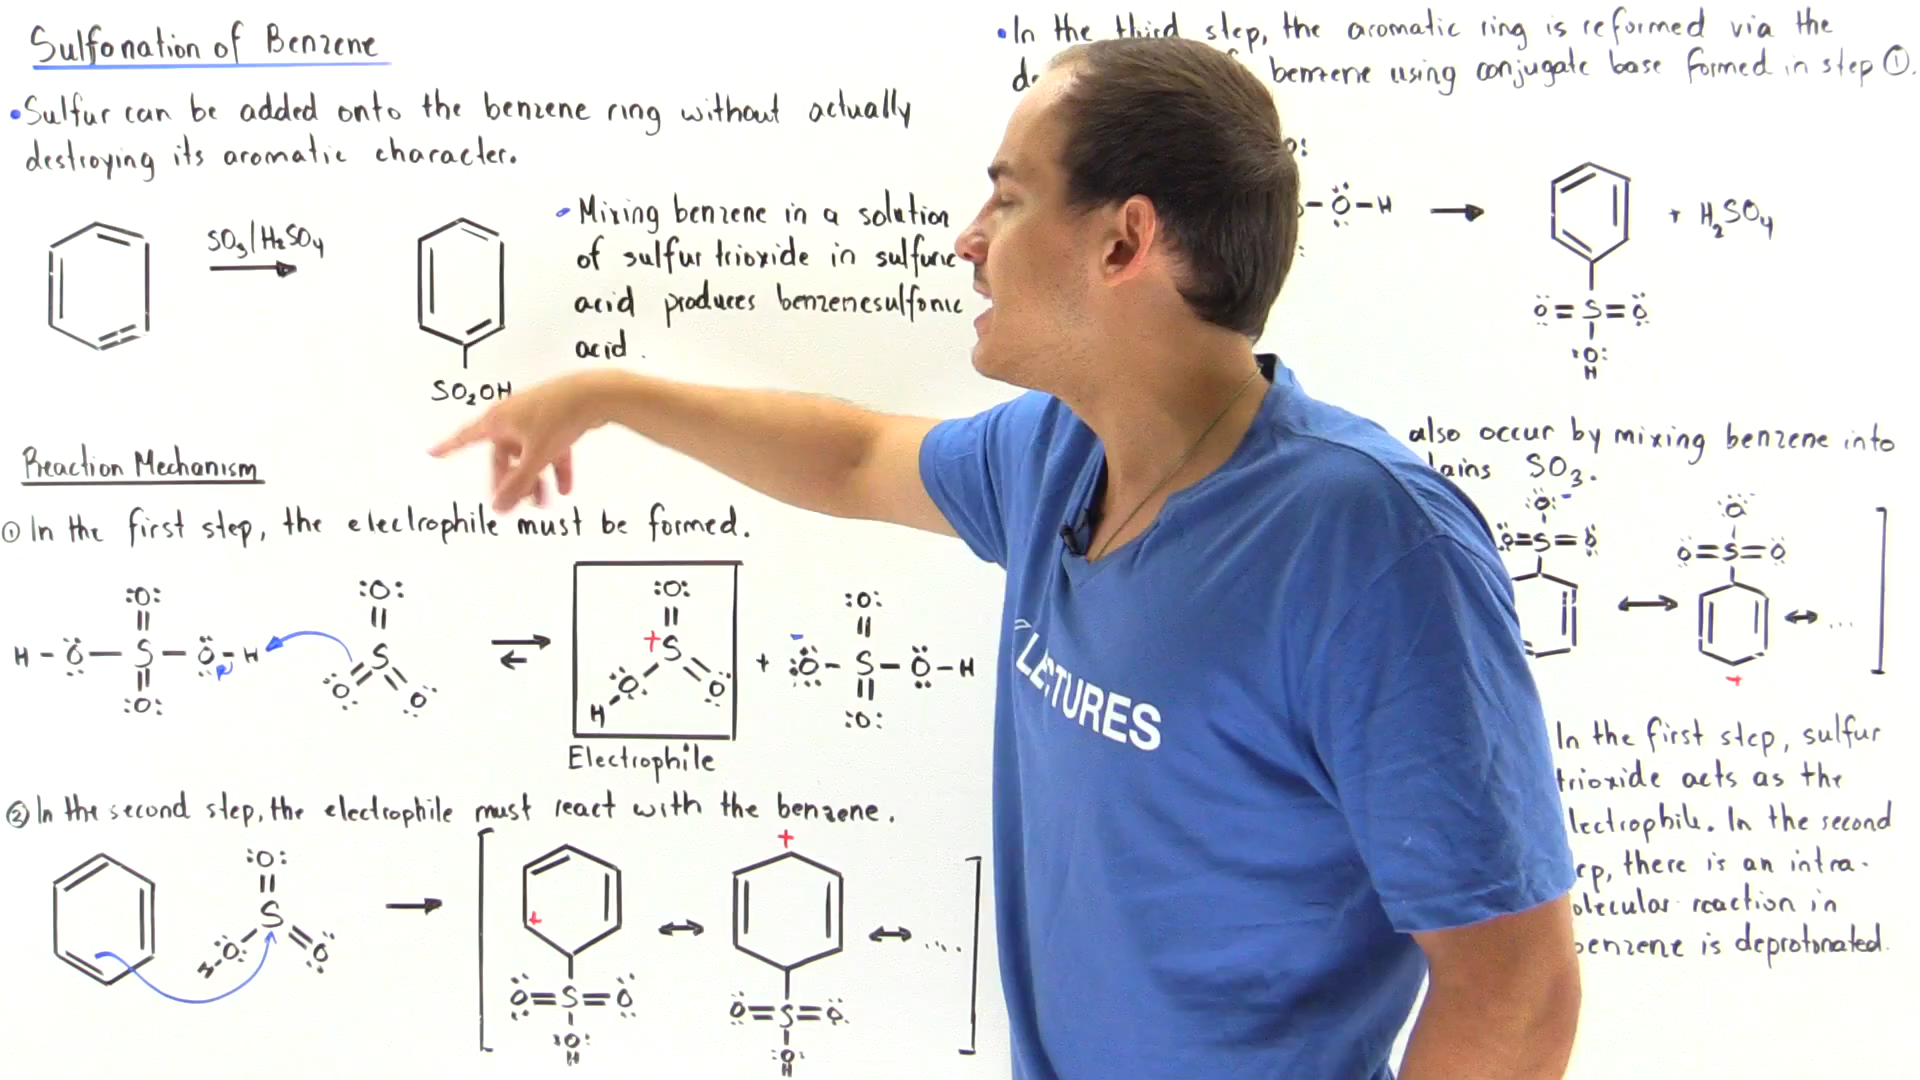 Sulfonation of Benzene
•Sulfur can be added onto the benzene ring without actually
destroying its aromatic character.
SO3/H2SO4
SO2OH
• Mixing benzene in a solution
of sulfur trioxide in sulfuric
acid produces benzenesulfonic
acid.
Reaction Mechanism
① In the first step, the electrophile must be formed.
:O:
H - O - S - O - H
:O:
:O:
S
O O
:O:
+S
O O
H
Electrophile
+
:O:
- O - S - O - H
:O:
② In the second step, the electrophile must react with the benzene.
:O:
S
H-O O
+
O=S=O
:O:
H
+
O=S=O
:O:
H
....
•In the third step, the aromatic ring is reformed via the
benzene using conjugate base formed in step ①.
O:
- O - H
+ H2SO4
O=S=O
:O:
H
also occur by mixing benzene into
SO3.
:O:-
O=S=O
:O:-
O=S=O
+
...
In the first step, sulfur
trioxide acts as the
lectrophile. In the second
, there is an intra-
olecular reaction in
benzene is deprotonated.
LECTURES